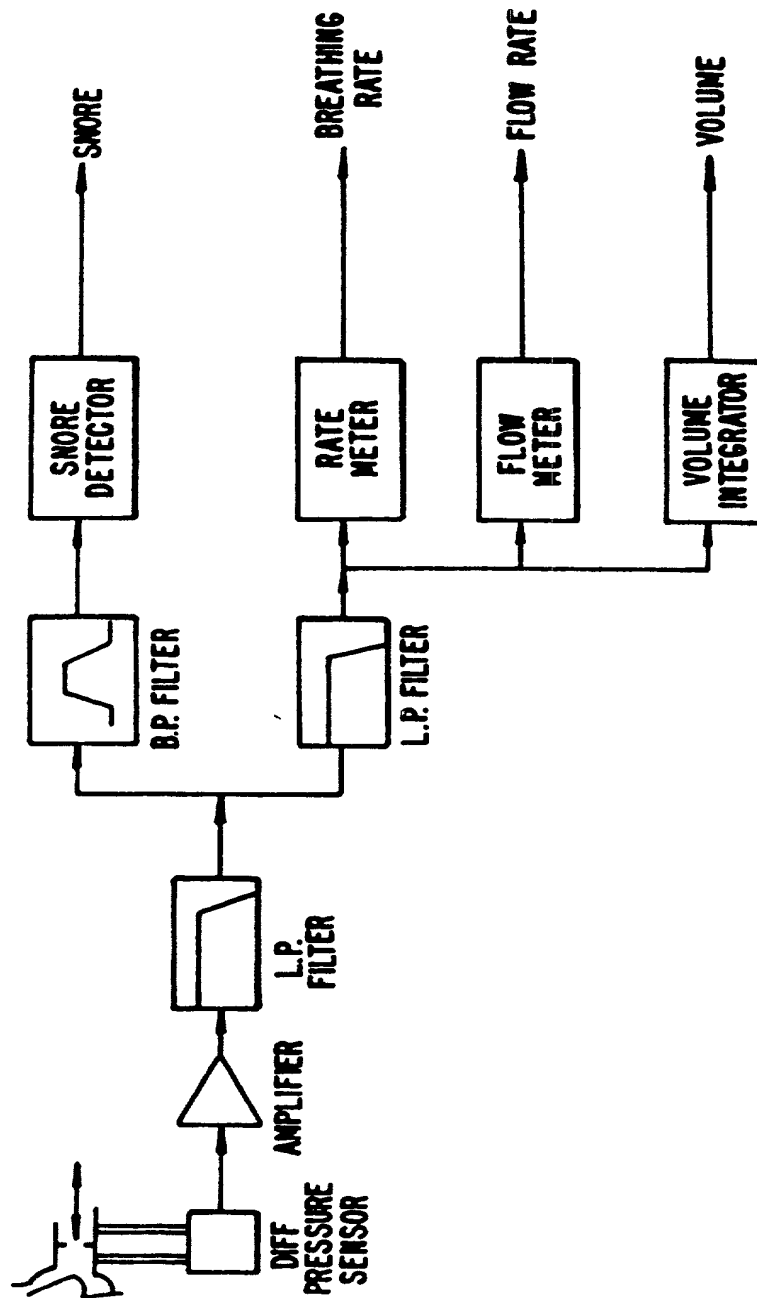 DIFF
PRESSURE
SENSOR
AMPLIFIER
L.P.
FILTER
B.P. FILTER
SNORE
DETECTOR
SNORE
L.P. FILTER
RATE
METER
BREATHING
RATE
FLOW
METER
FLOW RATE
VOLUME
INTEGRATOR
VOLUME